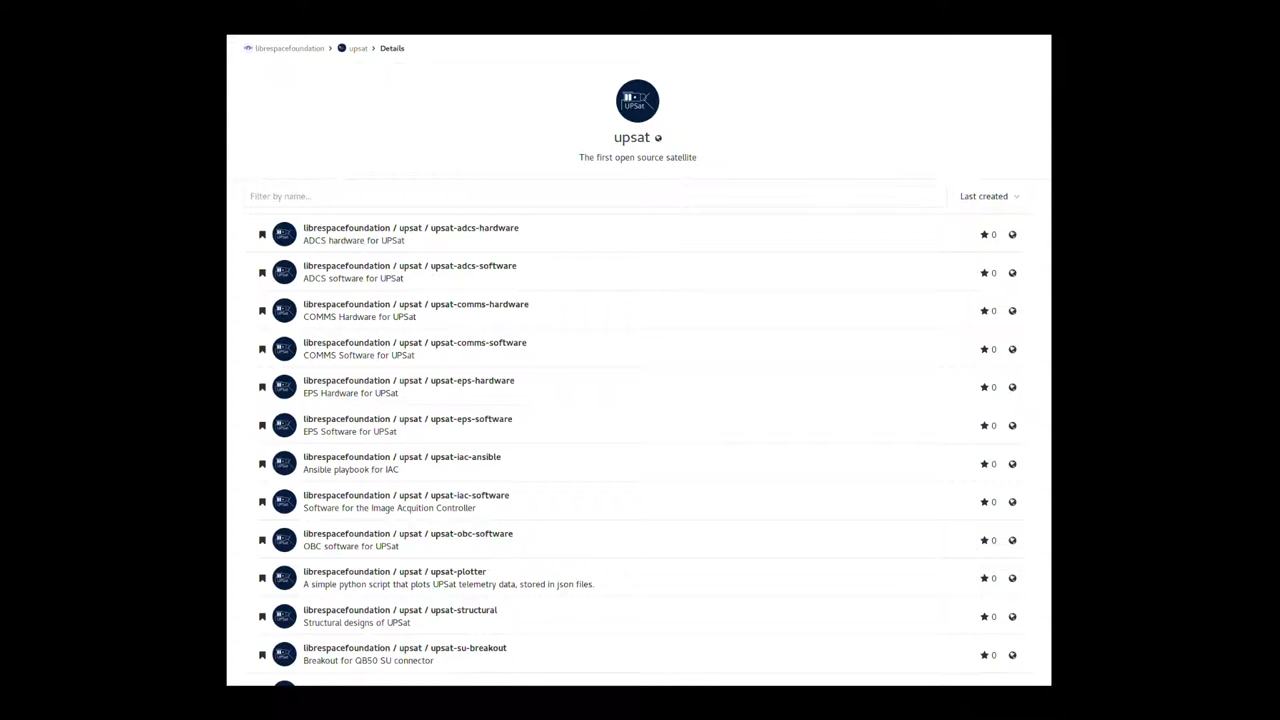 librespacefoundation › upsat › Details
UPSat
upsat
The first open source satellite
Filter by name...
Last created
librespacefoundation / upsat / upsat-adcs-hardware
ADCS hardware for UPSat
0
librespacefoundation / upsat / upsat-adcs-software
ADCS software for UPSat
0
librespacefoundation / upsat / upsat-comms-hardware
COMMS Hardware for UPSat
0
librespacefoundation / upsat / upsat-comms-software
COMMS Software for UPSat
0
librespacefoundation / upsat / upsat-eps-hardware
EPS Hardware for UPSat
0
librespacefoundation / upsat / upsat-eps-software
EPS Software for UPSat
0
librespacefoundation / upsat / upsat-iac-ansible
Ansible playbook for IAC
0
librespacefoundation / upsat / upsat-iac-software
Software for the Image Acquition Controller
0
librespacefoundation / upsat / upsat-obc-software
OBC software for UPSat
0
librespacefoundation / upsat / upsat-plotter
A simple python script that plots UPSat telemetry data, stored in json files.
0
librespacefoundation / upsat / upsat-structural
Structural designs of UPSat
0
librespacefoundation / upsat / upsat-su-breakout
Breakout for QB50 SU connector
0